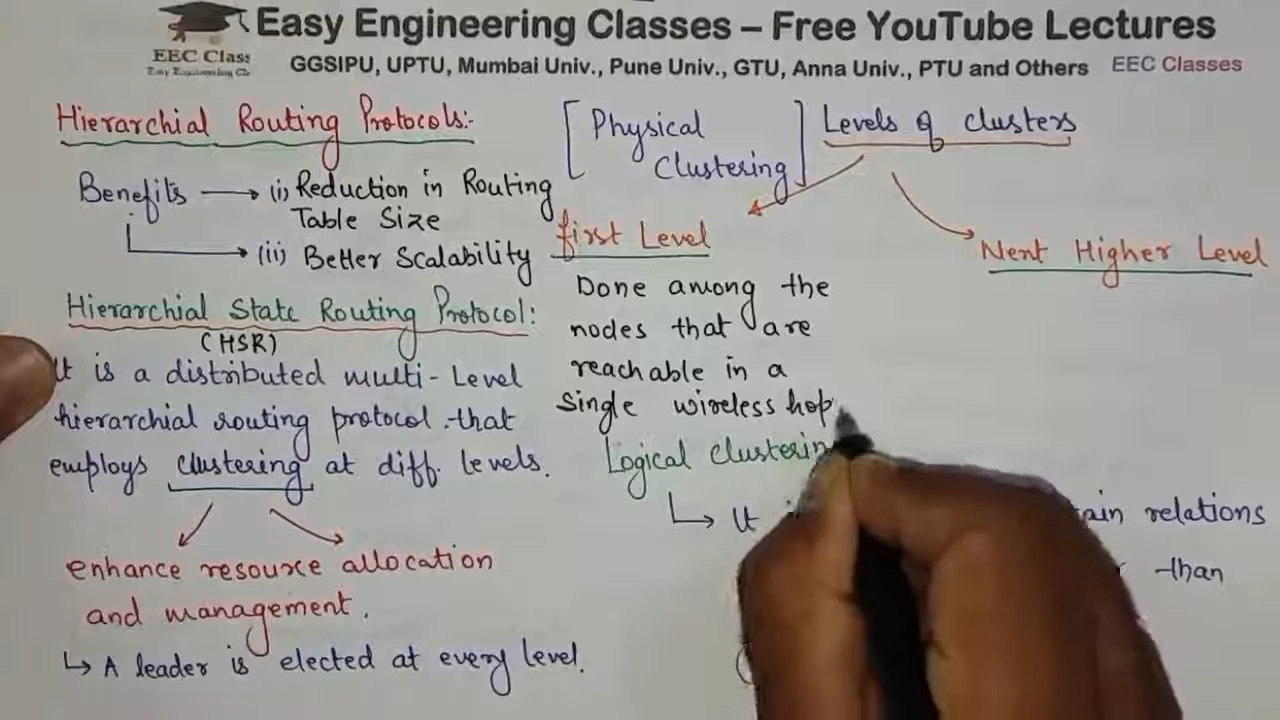 Easy Engineering Classes – Free YouTube Lectures
EEC Class
Easy Engineering Cl
GGSIPU, UPTU, Mumbai Univ., Pune Univ., GTU, Anna Univ., PTU and Others
EEC Classes
Hierarchial Routing Protocols:-
Benefits → (i) Reduction in Routing
Table Size
→ (ii) Better Scalability
Hierarchial State Routing Protocol:
(HSR)
It is a distributed multi-Level
hierarchial routing protocol that
employs clustering at diff. levels.
enhance resource allocation
and management.
↳ A leader is elected at every level.
[Physical
Clustering]
Levels of clusters
first Level
Done among the
nodes that are
reachable in a
Single wireless hop
Logical clusterin
↳ It
relations
than
Next Higher Level